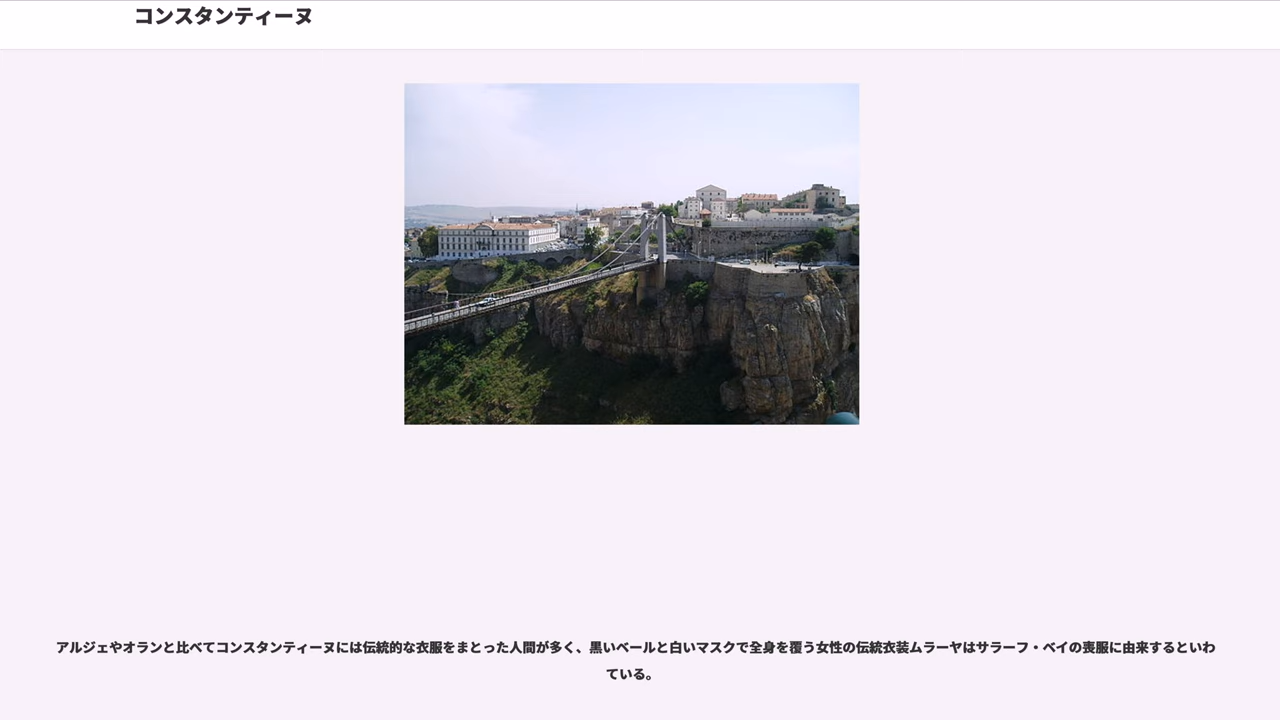 コンスタンティーヌ
アルジェやオランと比べてコンスタンティーヌには伝統的な衣服をまとった人間が多く、黒いベールと白いマスクで全身を覆う女性の伝統衣装ムラーヤはサラーフ・ベイの喪服に由来するといわ
ている。